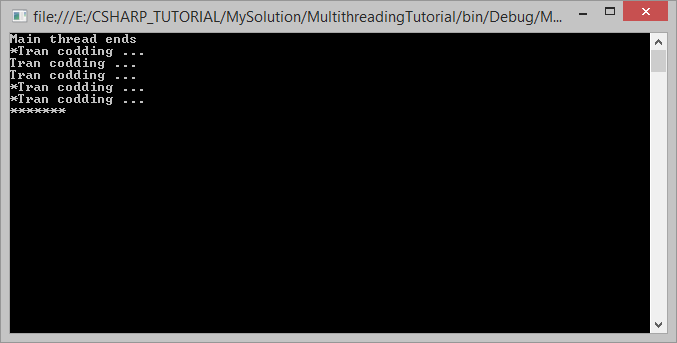 file:///E:/CSHARP_TUTORIAL/MySolution/MultithreadingTutorial/bin/Debug/M...
Main thread ends
*Tran codding ...
Tran codding ...
Tran codding ...
*Tran codding ...
*Tran codding ...
*******